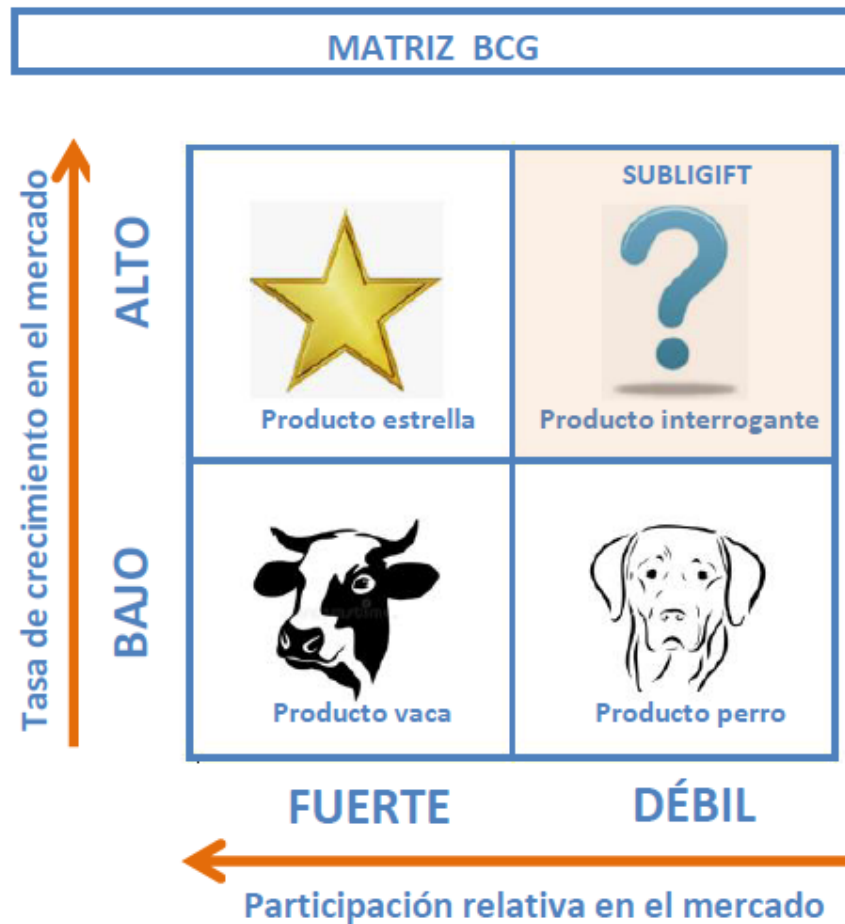 MATRIZ BCG
Tasa de crecimiento en el mercado
ALTO
SUBLIGIFT
Producto estrella
Producto interrogante
BAJO
Producto vaca
Producto perro
FUERTE
DÉBIL
Participación relativa en el mercado